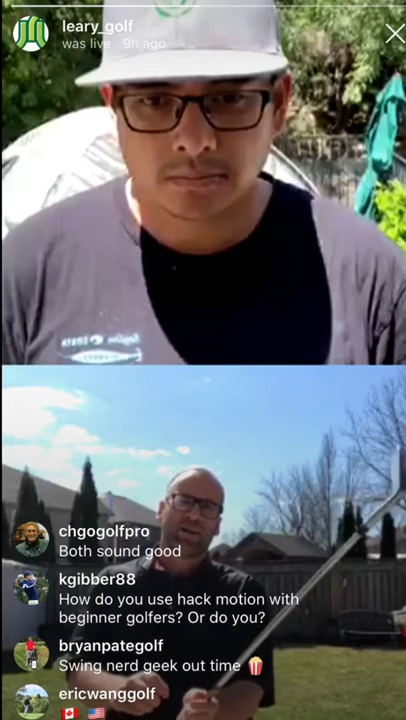 leary_golf
was live · 9h ago
chgogolfpro
Both sound good
kgibber88
How do you use hack motion with
beginner golfers? Or do you?
bryanpategolf
Swing nerd geek out time 🍿
ericwanggolf
🇨🇦 🇺🇸